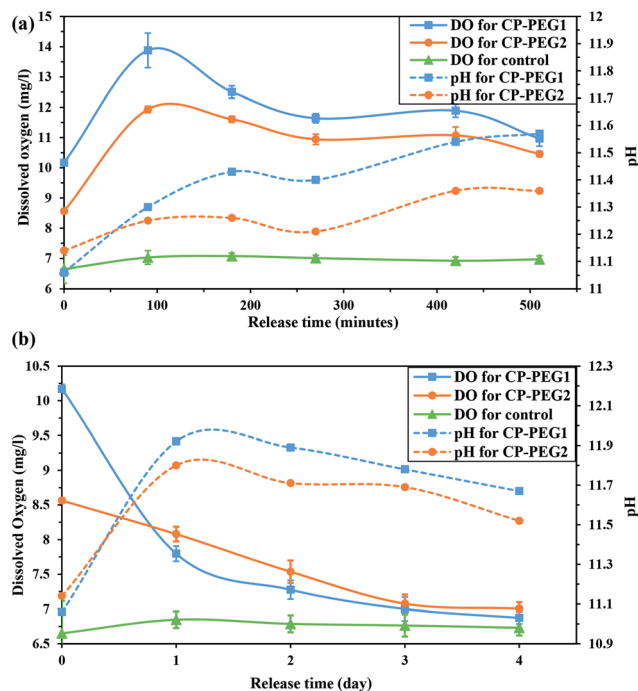 (a)
15
14
13
12
11
10
9
8
7
6
Dissolved oxygen (mg/l)
12
11.9
11.8
11.7
11.6
11.5
11.4
11.3
11.2
11.1
11
pH
DO for CP-PEG1
DO for CP-PEG2
DO for control
pH for CP-PEG1
pH for CP-PEG2
0 100 200 300 400 500
Release time (minutes)
(b)
10.5
10
9.5
9
8.5
8
7.5
7
6.5
Dissolved Oxygen (mg/l)
12.3
12.1
11.9
11.7
11.5
11.3
11.1
10.9
pH
DO for CP-PEG1
DO for CP-PEG2
DO for control
pH for CP-PEG1
pH for CP-PEG2
0 1 2 3 4
Release time (day)